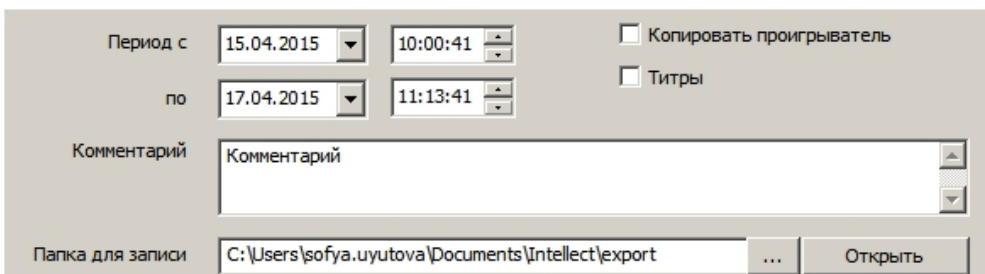 Период с 15.04.2015 10:00:41 Копировать проигрыватель
Титры
по 17.04.2015 11:13:41
Комментарий Комментарий
Папка для записи C:\Users\sofya.uyutova\Documents\Intellect\export ... Открыть